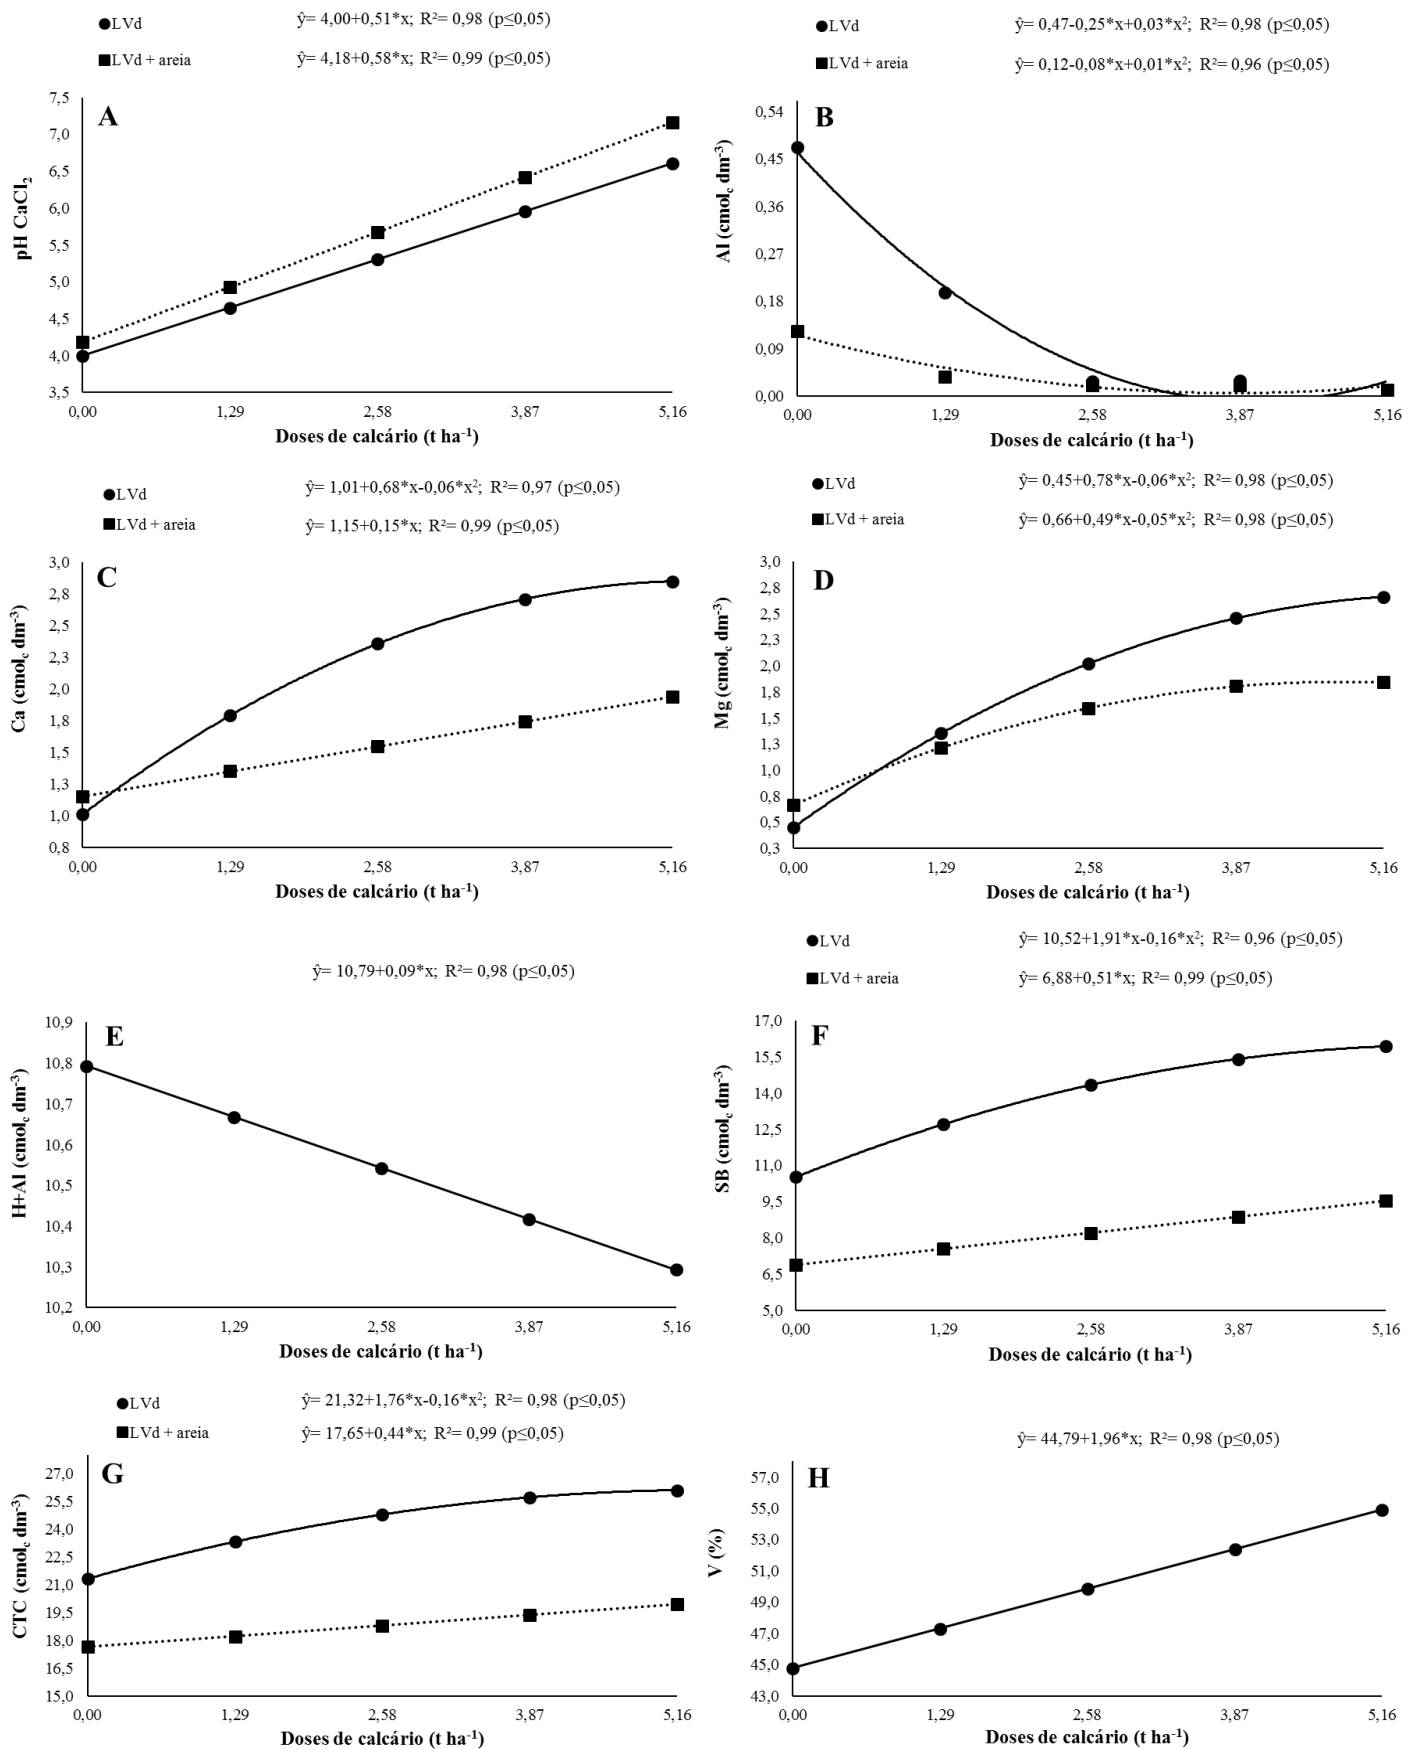 LVd
ŷ= 4,00+0,51*x; R²= 0,98 (p≤0,05)
LVd + areia
ŷ= 4,18+0,58*x; R²= 0,99 (p≤0,05)
A
7,5
7,0
6,5
6,0
5,5
5,0
4,5
4,0
3,5
pH CaCl₂
0,00 1,29 2,58 3,87 5,16
Doses de calcário (t ha⁻¹)
LVd
ŷ= 0,47-0,25*x+0,03*x²; R²= 0,98 (p≤0,05)
LVd + areia
ŷ= 0,12-0,08*x+0,01*x²; R²= 0,96 (p≤0,05)
B
0,54
0,45
0,36
0,27
0,18
0,09
0,00
Al (cmol꜀ dm⁻³)
0,00 1,29 2,58 3,87 5,16
Doses de calcário (t ha⁻¹)
LVd
ŷ= 1,01+0,68*x-0,06*x²; R²= 0,97 (p≤0,05)
LVd + areia
ŷ= 1,15+0,15*x; R²= 0,99 (p≤0,05)
C
3,0
2,8
2,5
2,3
2,0
1,8
1,5
1,3
1,0
0,8
Ca (cmol꜀ dm⁻³)
0,00 1,29 2,58 3,87 5,16
Doses de calcário (t ha⁻¹)
LVd
ŷ= 0,45+0,78*x-0,06*x²; R²= 0,98 (p≤0,05)
LVd + areia
ŷ= 0,66+0,49*x-0,05*x²; R²= 0,98 (p≤0,05)
D
3,0
2,8
2,5
2,3
2,0
1,8
1,5
1,3
1,0
0,8
0,5
0,3
Mg (cmol꜀ dm⁻³)
0,00 1,29 2,58 3,87 5,16
Doses de calcário (t ha⁻¹)
ŷ= 10,79+0,09*x; R²= 0,98 (p≤0,05)
E
10,9
10,8
10,7
10,6
10,5
10,4
10,3
10,2
H+Al (cmol꜀ dm⁻³)
0,00 1,29 2,58 3,87 5,16
Doses de calcário (t ha⁻¹)
LVd
ŷ= 10,52+1,91*x-0,16*x²; R²= 0,96 (p≤0,05)
LVd + areia
ŷ= 6,88+0,51*x; R²= 0,99 (p≤0,05)
F
17,0
15,5
14,0
12,5
11,0
9,5
8,0
6,5
5,0
SB (cmol꜀ dm⁻³)
0,00 1,29 2,58 3,87 5,16
Doses de calcário (t ha⁻¹)
LVd
ŷ= 21,32+1,76*x-0,16*x²; R²= 0,98 (p≤0,05)
LVd + areia
ŷ= 17,65+0,44*x; R²= 0,99 (p≤0,05)
G
27,0
25,5
24,0
22,5
21,0
19,5
18,0
16,5
15,0
CTC (cmol꜀ dm⁻³)
0,00 1,29 2,58 3,87 5,16
Doses de calcário (t ha⁻¹)
ŷ= 44,79+1,96*x; R²= 0,98 (p≤0,05)
H
57,0
55,0
53,0
51,0
49,0
47,0
45,0
43,0
V (%)
0,00 1,29 2,58 3,87 5,16
Doses de calcário (t ha⁻¹)